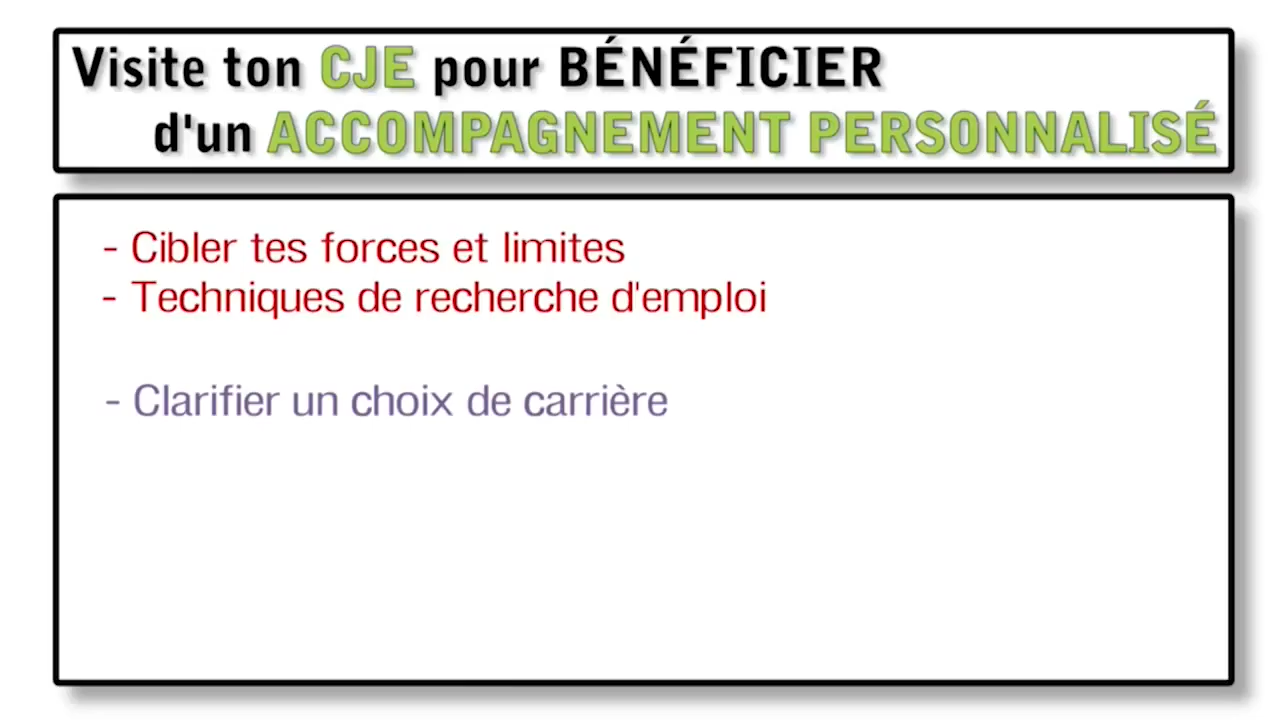 Visite ton CJE pour BÉNÉFICIER
d'un ACCOMPAGNEMENT PERSONNALISÉ
- Cibler tes forces et limites
- Techniques de recherche d'emploi
- Clarifier un choix de carrière